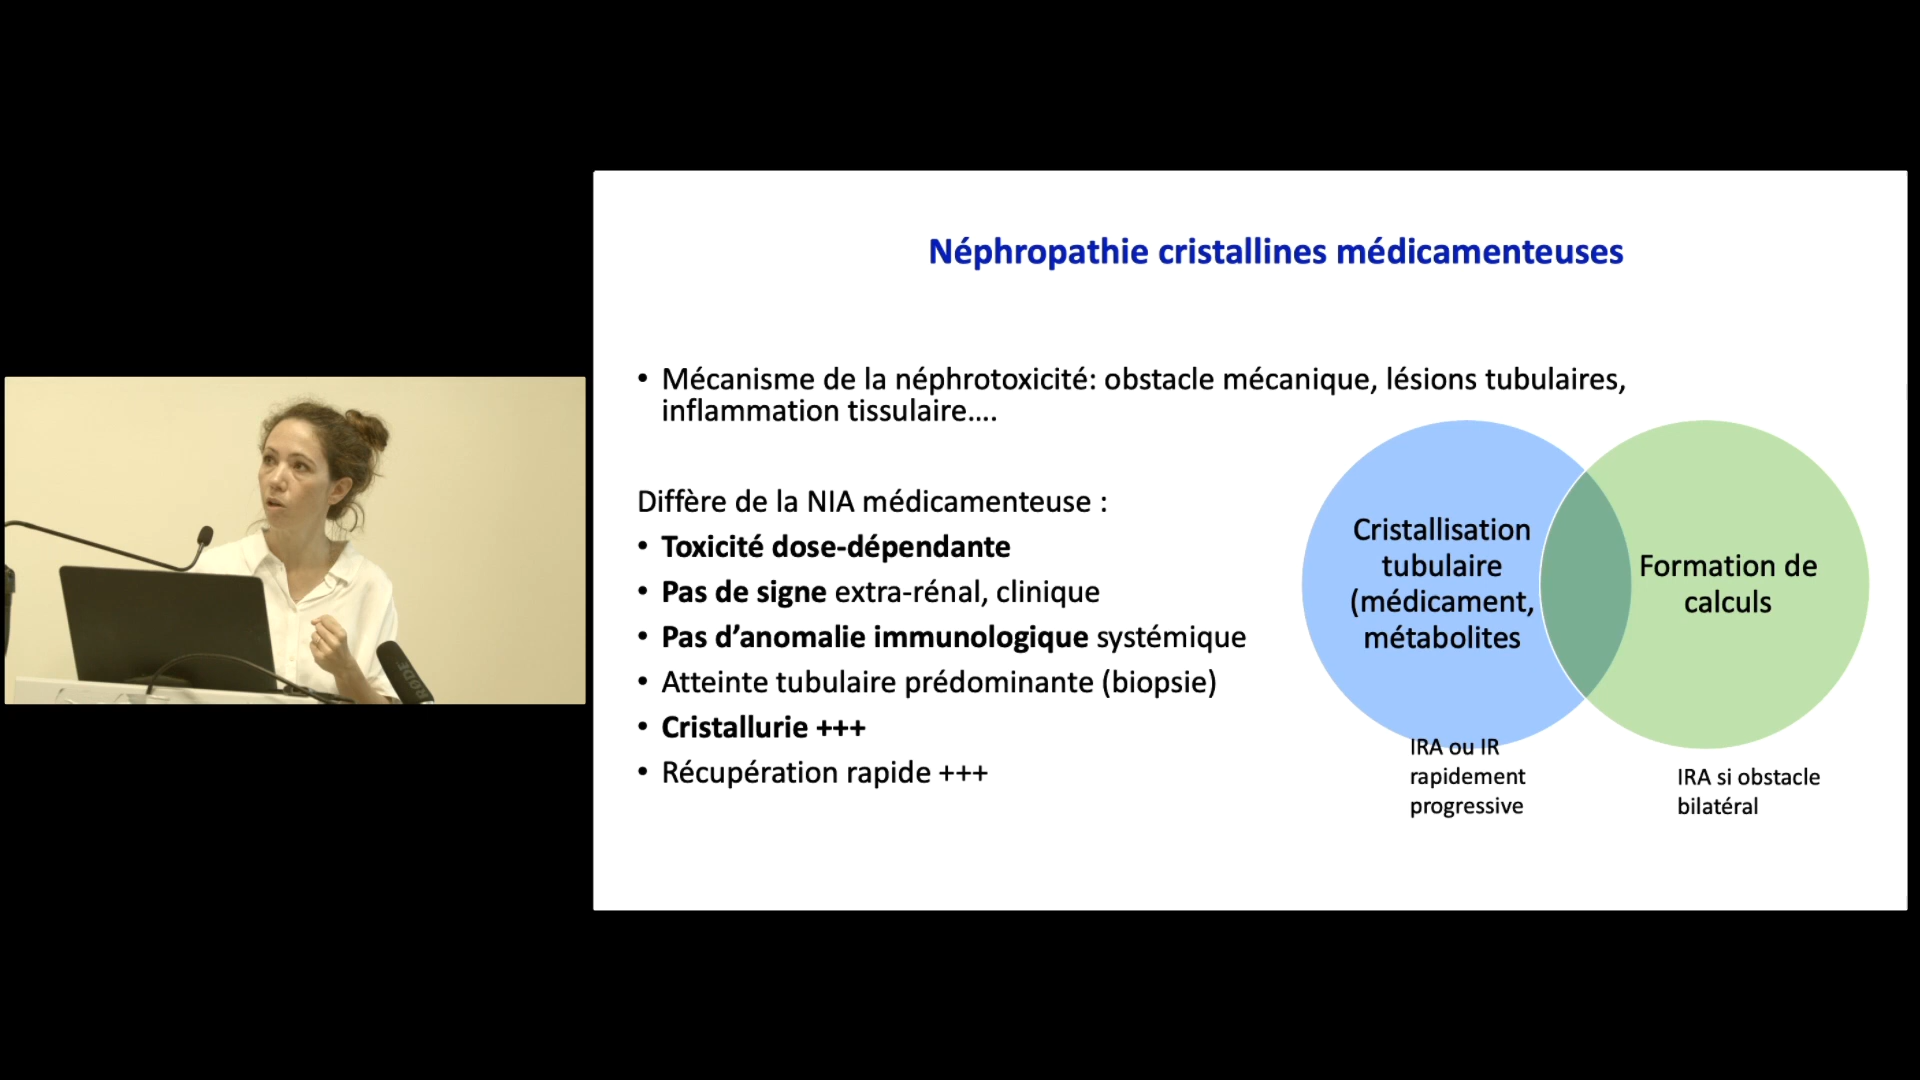 Néphropathie cristallines médicamenteuses
• Mécanisme de la néphrotoxicité: obstacle mécanique, lésions tubulaires,
inflammation tissulaire....
Diffère de la NIA médicamenteuse :
• Toxicité dose-dépendante
• Pas de signe extra-rénal, clinique
• Pas d’anomalie immunologique systémique
• Atteinte tubulaire prédominante (biopsie)
• Cristallurie +++
• Récupération rapide +++
Cristallisation
tubulaire
(médicament,
métabolites
Formation de
calculs
IRA ou IR
rapidement
progressive
IRA si obstacle
bilatéral
RØDE